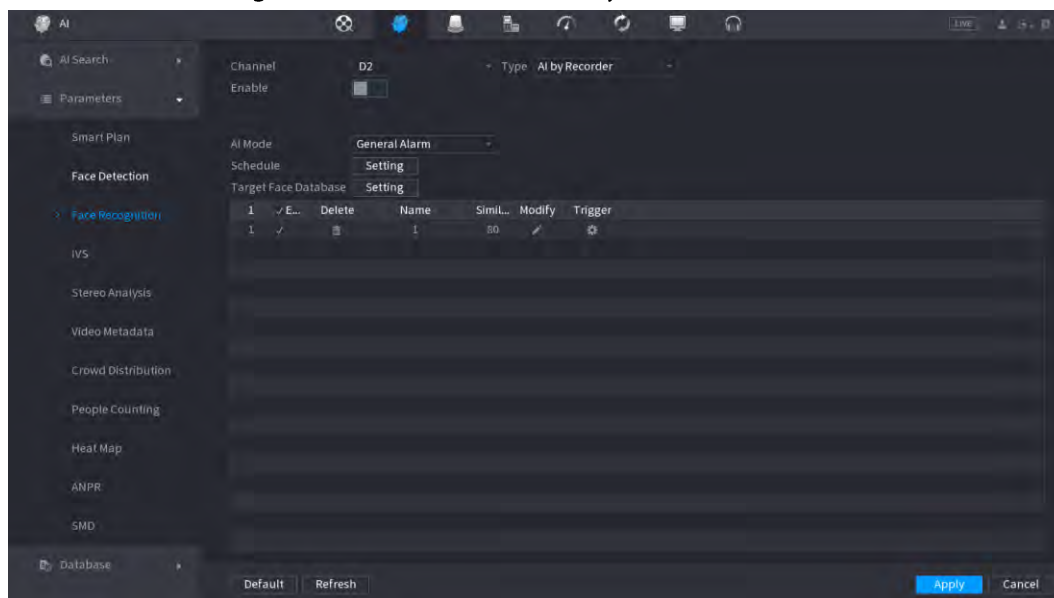 AI LIVE
AI Search
Channel D2 Type AI by Recorder
Enable
Parameters
Smart Plan
AI Mode General Alarm
Schedule Setting
Face Detection
Target Face Database Setting
1 E... Delete Name Simil... Modify Trigger
Face Recognition
1 1 80
IVS
Stereo Analysis
Video Metadata
Crowd Distribution
People Counting
Heat Map
ANPR
SMD
Database
Default Refresh Apply Cancel